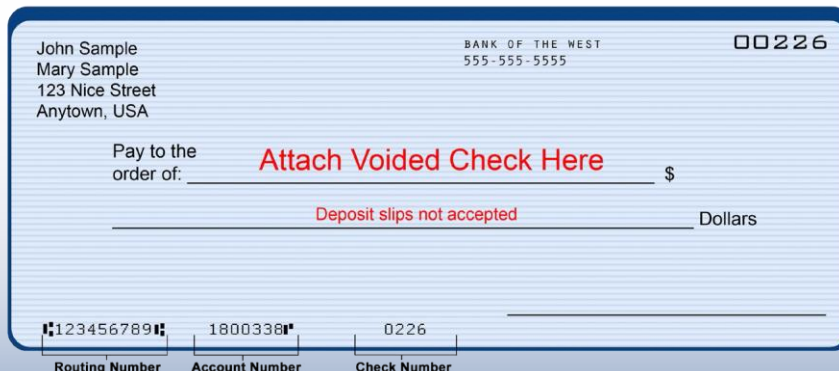 John Sample
Mary Sample
123 Nice Street
Anytown, USA
BANK OF THE WEST
555-555-5555
00226
Pay to the
order of:
Attach Voided Check Here
$
Deposit slips not accepted
Dollars
⑆123456789⑆ 1800338⑈ 0226
Routing Number Account Number Check Number